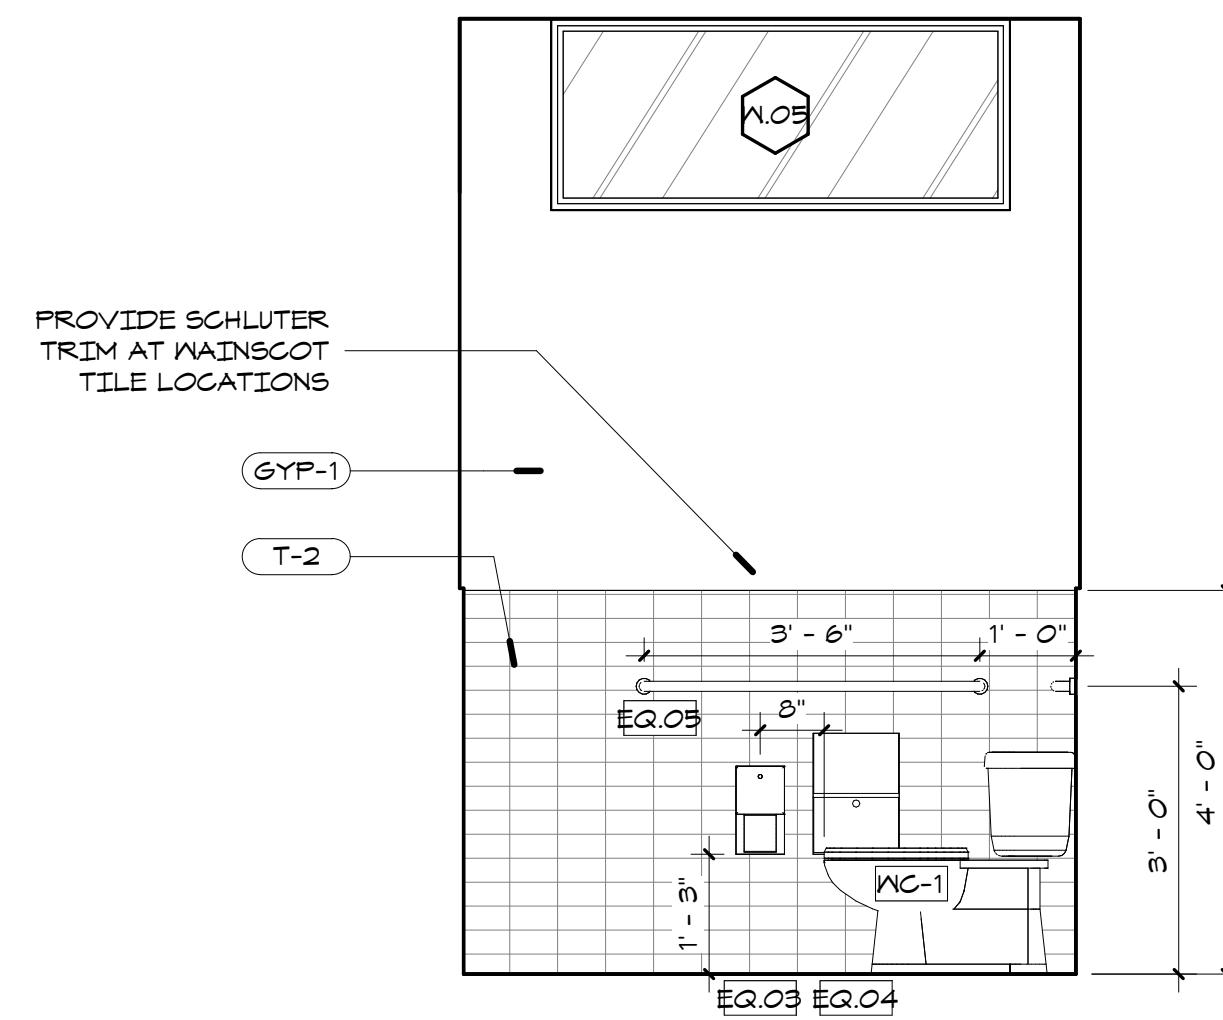 W.05
PROVIDE SCHLUTER
TRIM AT WAINSCOT
TILE LOCATIONS
GYP-1
T-2
3' - 6"
1' - 0"
EQ.05
8"
4' - 0"
3' - 0"
1' - 3"
WC-1
EQ.03
EQ.04